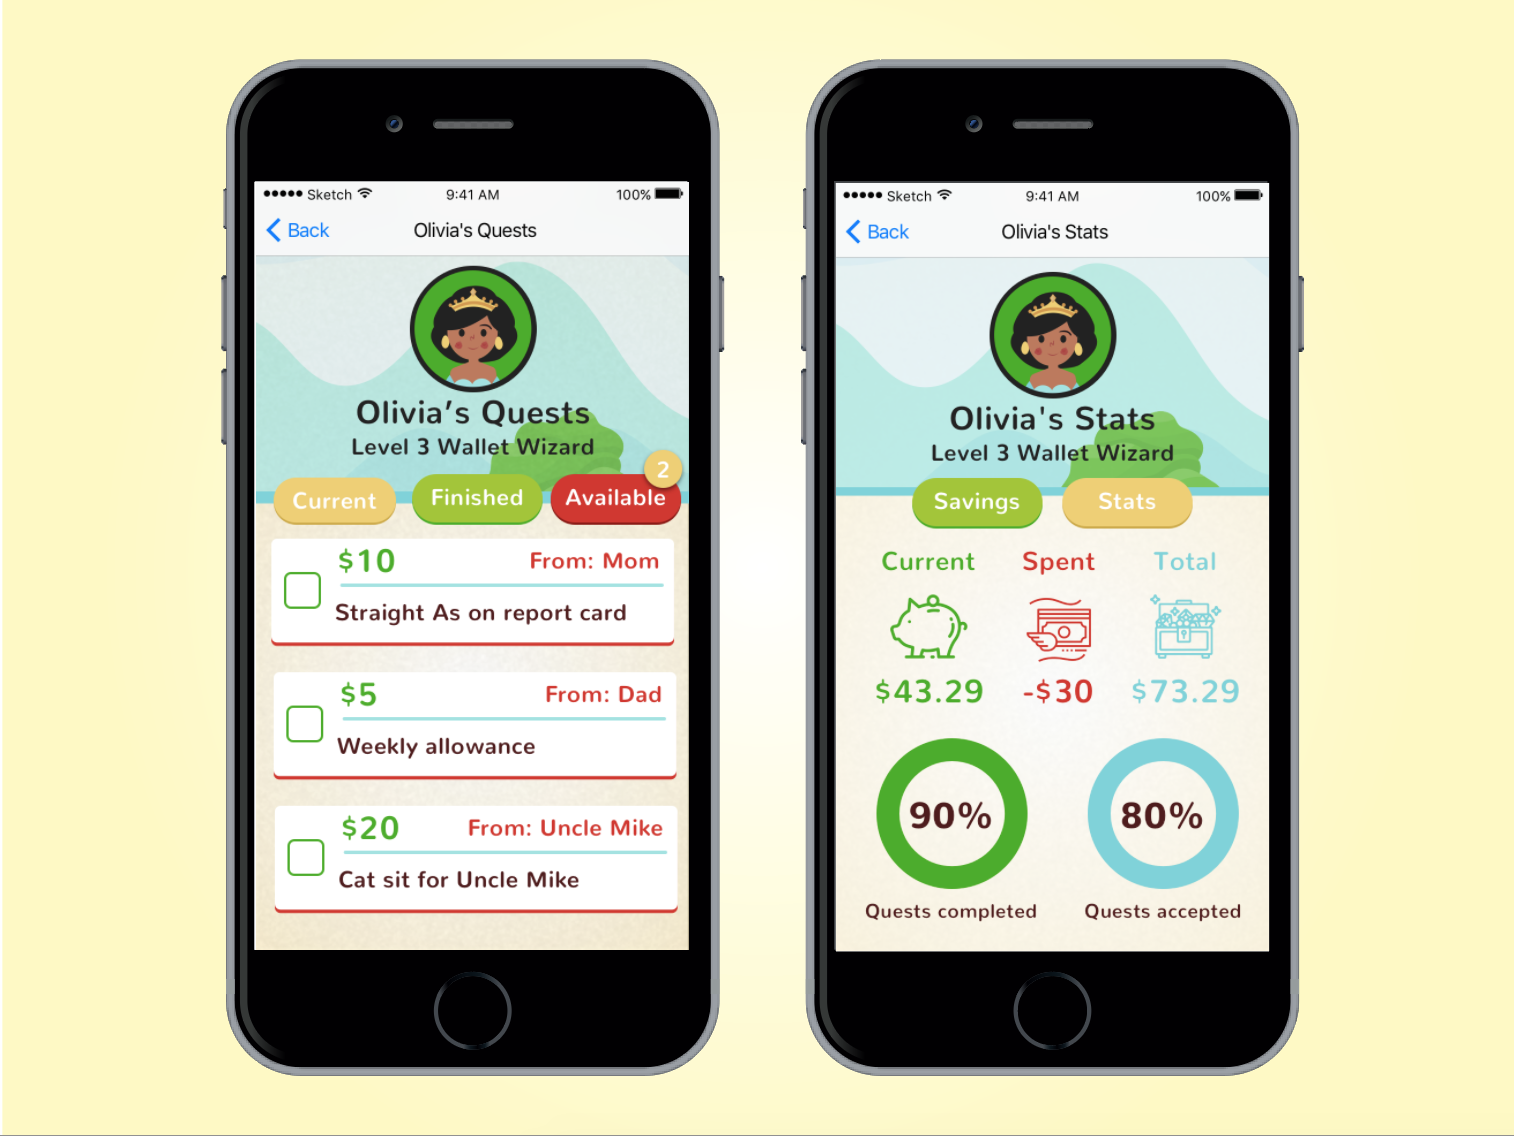 Sketch 9:41 AM 100%
Back Olivia's Quests
Olivia’s Quests
Level 3 Wallet Wizard
2
Current Finished Available
$10 From: Mom
Straight As on report card
$5 From: Dad
Weekly allowance
$20 From: Uncle Mike
Cat sit for Uncle Mike
Sketch 9:41 AM 100%
Back Olivia's Stats
Olivia's Stats
Level 3 Wallet Wizard
Savings Stats
Current Spent Total
$43.29 -$30 $73.29
90% 80%
Quests completed Quests accepted